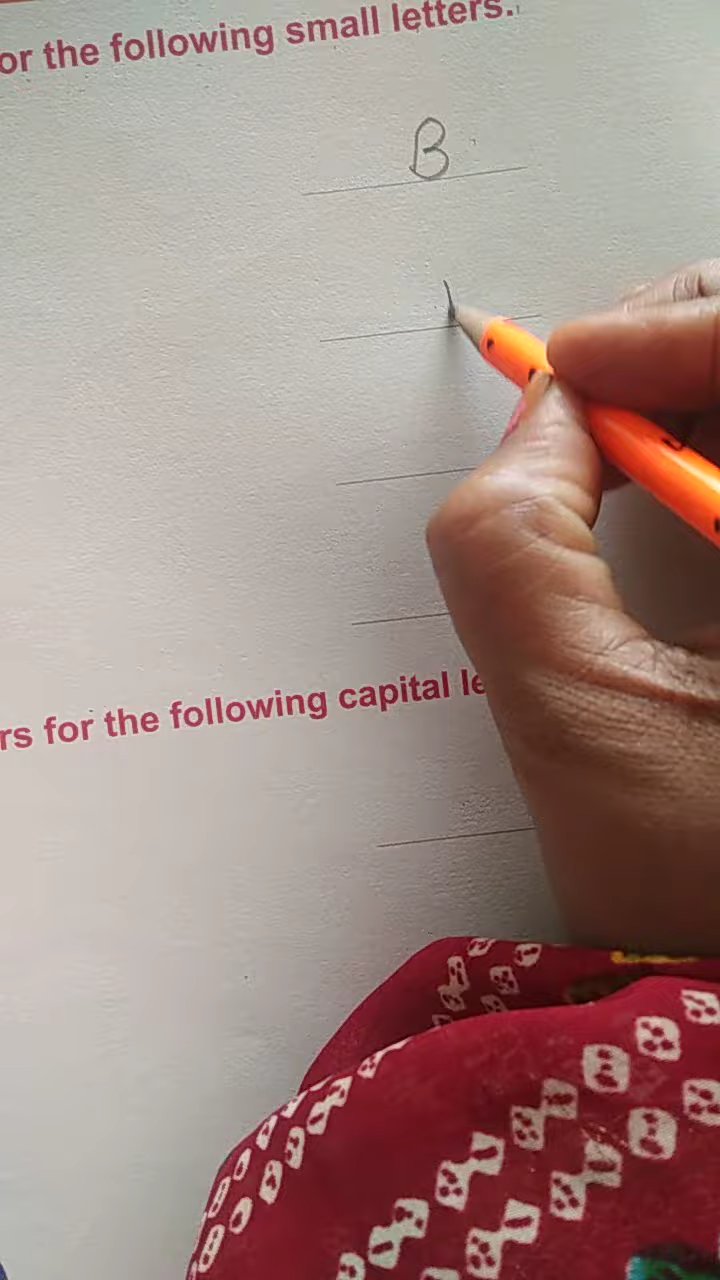 or the following small letters.
B
rs for the following capital le